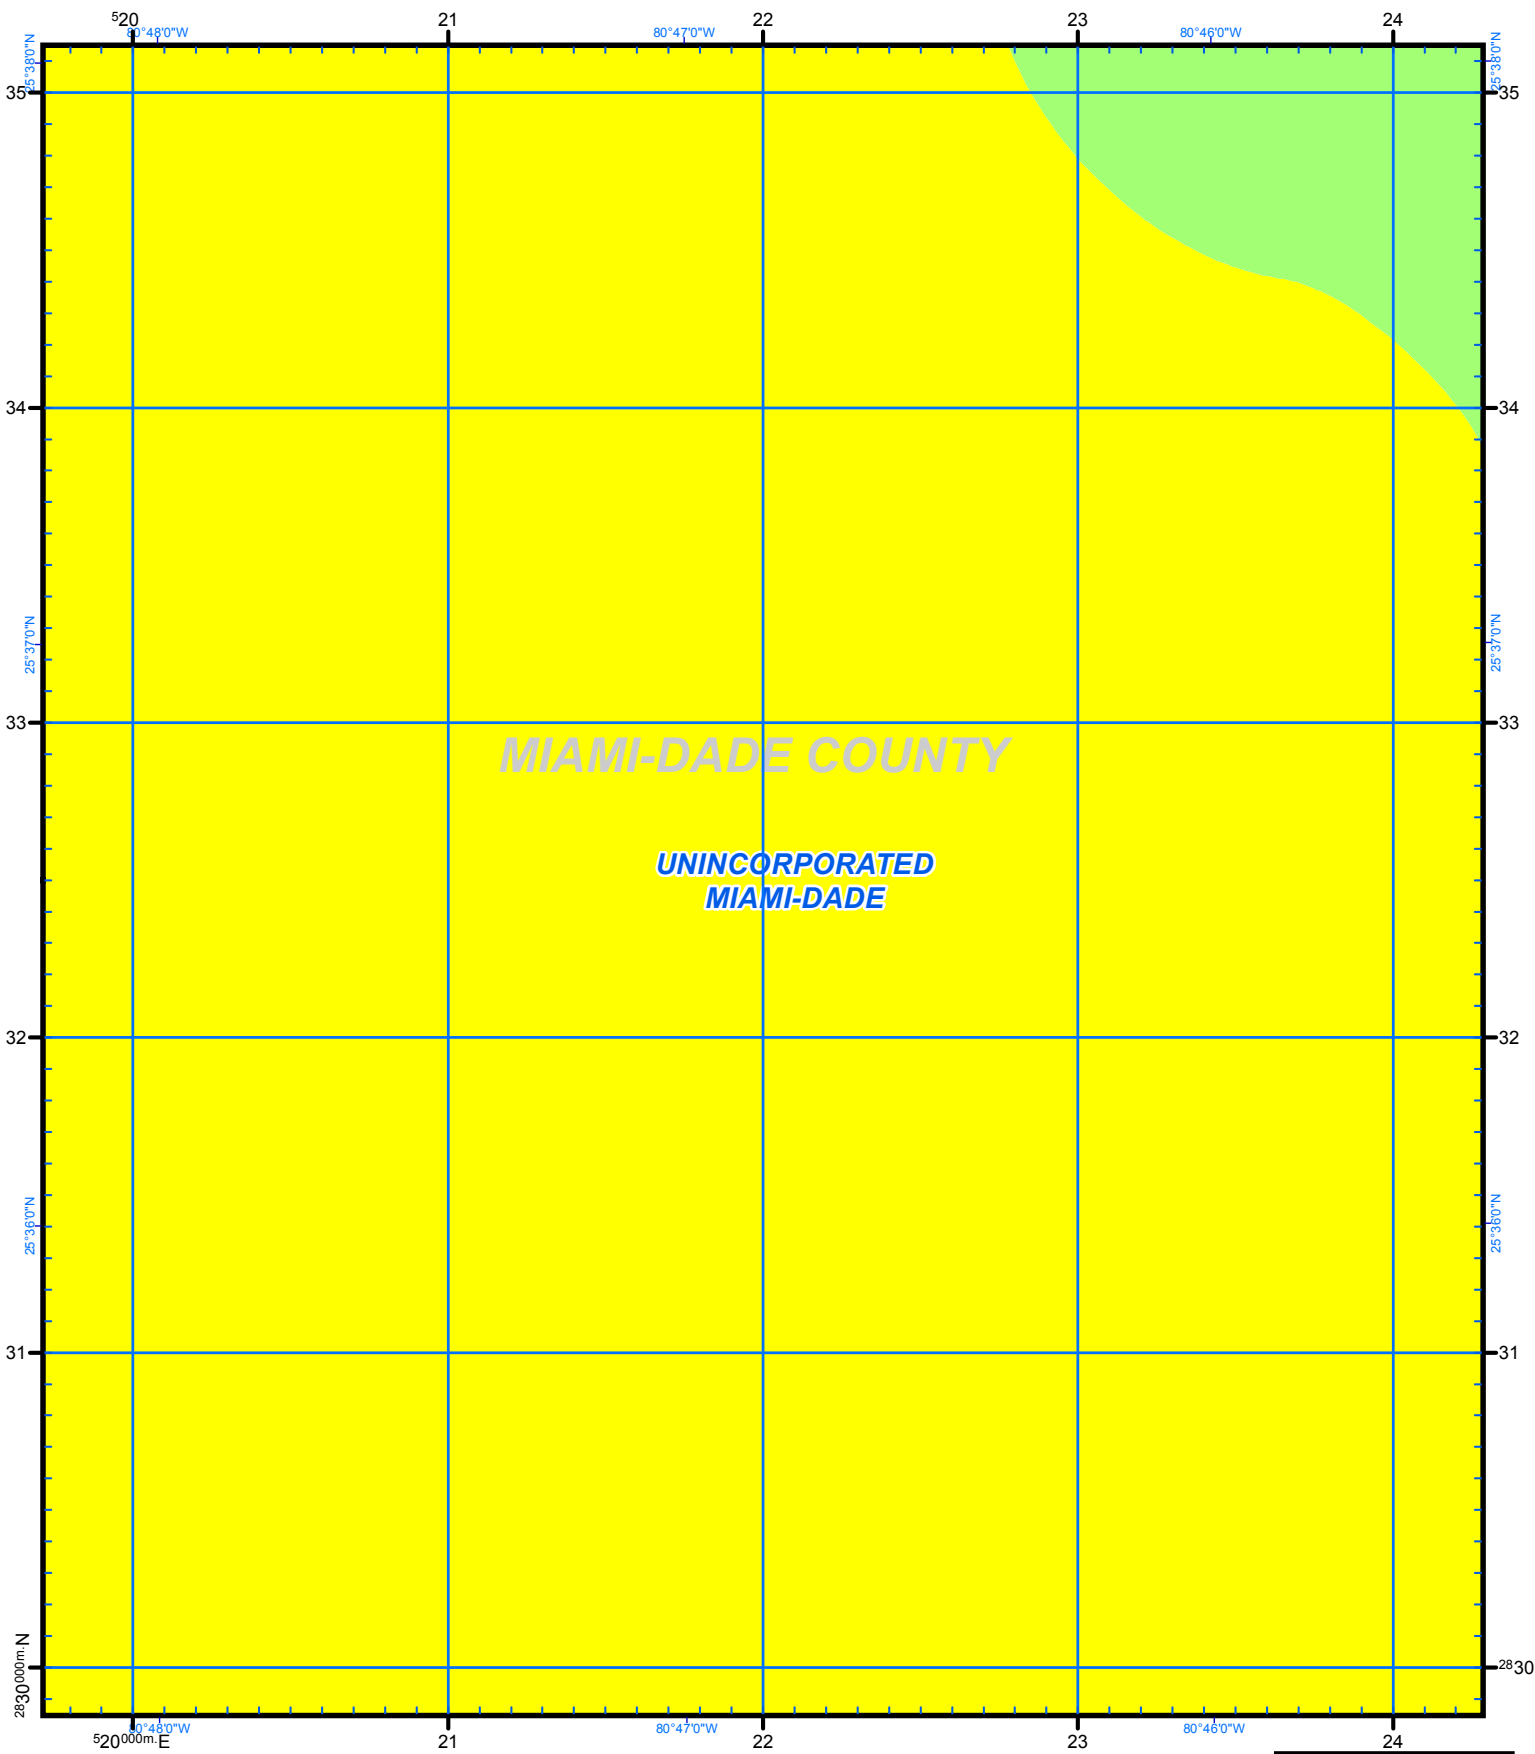 520 21 22 23 24
80°48'0"W 80°47'0"W 80°46'0"W
25°38'0"N 25°38'0"N
35 35
34 34
25°37'0"N 25°37'0"N
33 33
MIAMI-DADE COUNTY
UNINCORPORATED
MIAMI-DADE
32 32
25°36'0"N 25°36'0"N
31 31
2830000m.N 2830
80°48'0"W 80°47'0"W 80°46'0"W
520000m.E 21 22 23 24